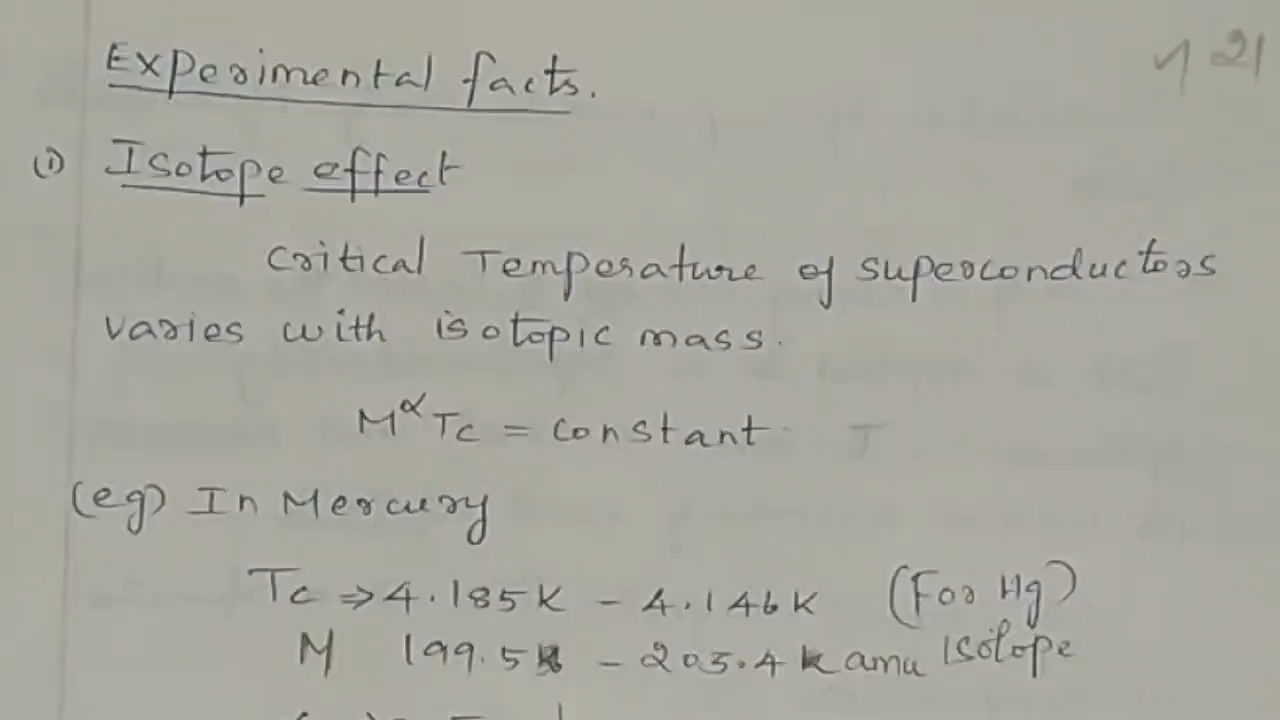 21
Experimental facts.
(i) Isotope effect
Critical Temperature of superconductors
varies with isotopic mass.
M^α Tc = constant
(eg) In Mercury
Tc ⇒ 4.185K - 4.146K (For Hg)
M 199.5 - 203.4 amu Isotope